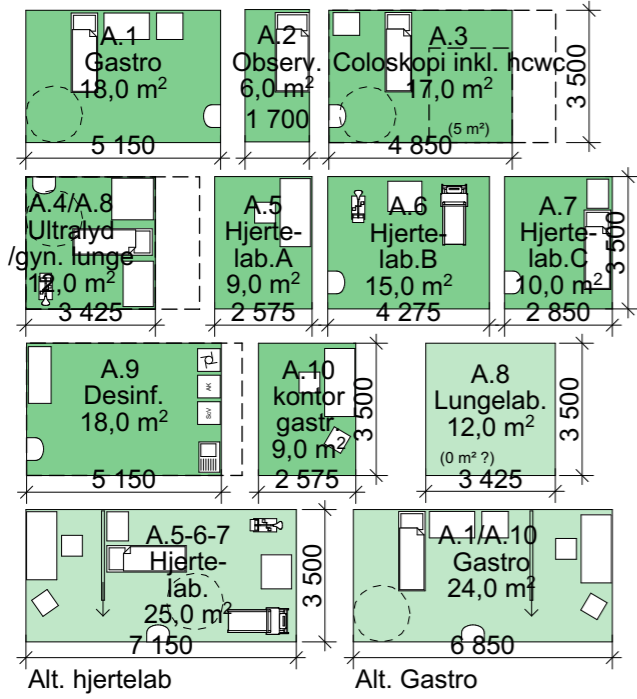 A.1
Gastro
18,0 m²
5 150
A.2
Observ.
6,0 m²
1 700
A.3
Coloskopi inkl. hcwc
17,0 m²
(5 m²)
4 850
3 500
A.4/A.8
Ultralyd
/gyn. lunge
12,0 m²
3 425
A.5
Hjerte-
lab.A
9,0 m²
2 575
A.6
Hjerte-
lab.B
15,0 m²
4 275
A.7
Hjerte-
lab.C
10,0 m²
2 850
3 500
A.9
Desinf.
18,0 m²
5 150
AK
SoV
A.10
kontor
gastr.
9,0 m²
2 575
3 500
A.8
Lungelab.
12,0 m²
(0 m² ?)
3 425
3 500
A.5-6-7
Hjerte-
lab.
25,0 m²
7 150
3 500
A.1/A.10
Gastro
24,0 m²
6 850
Alt. hjertelab
Alt. Gastro